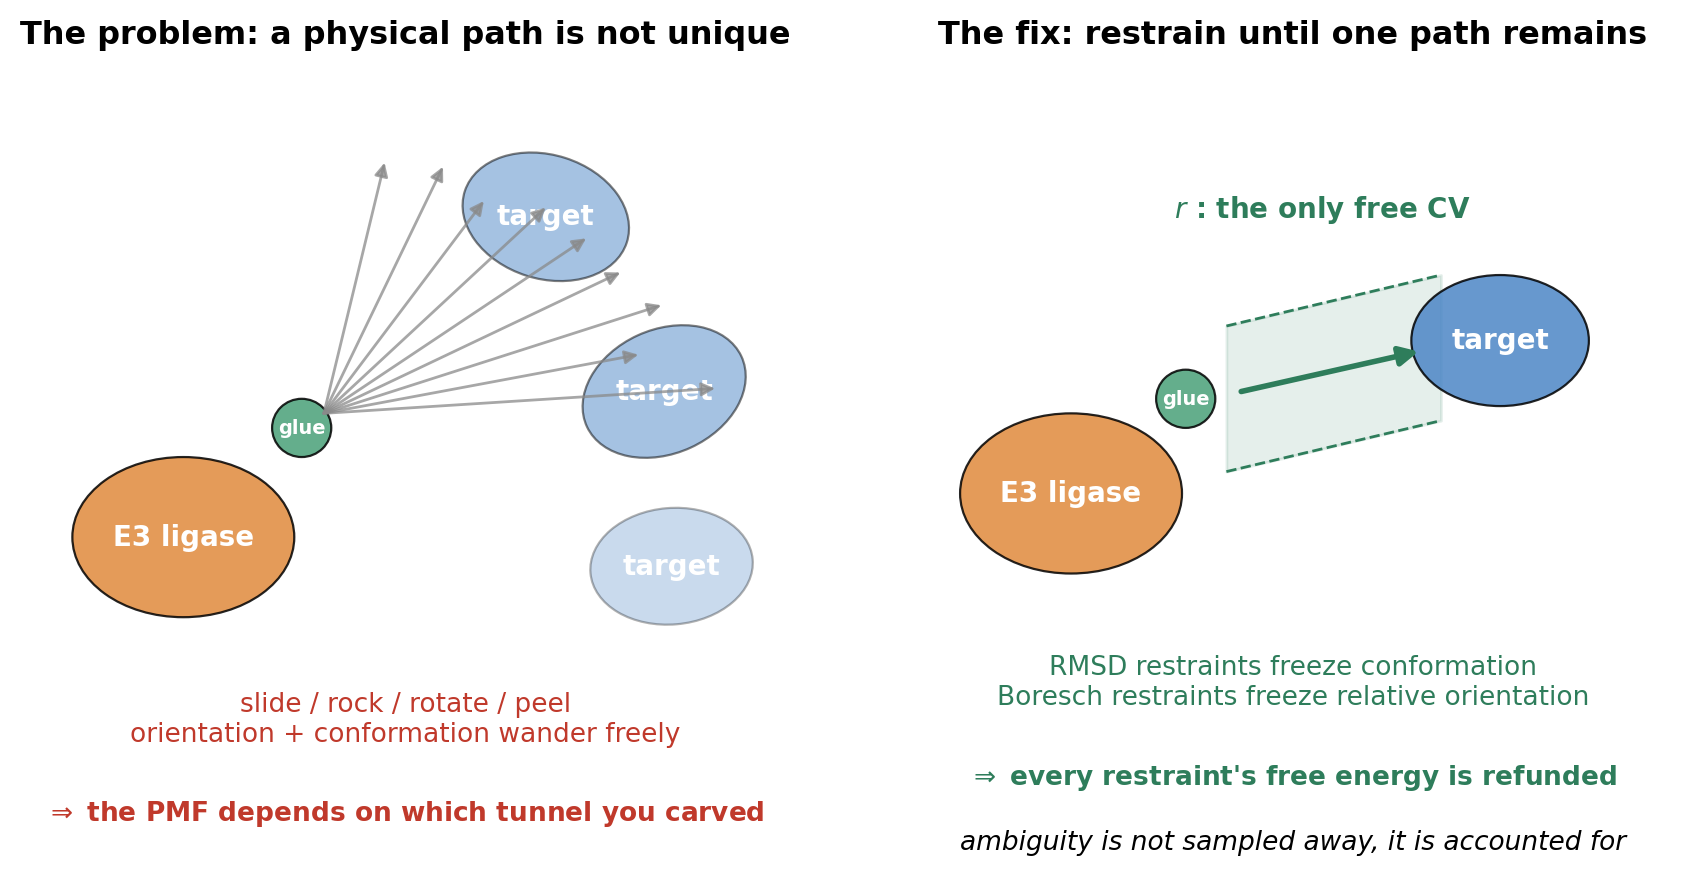 The problem: a physical path is not unique
target
target
glue
E3 ligase
target
slide / rock / rotate / peel
orientation + conformation wander freely
⇒ the PMF depends on which tunnel you carved
The fix: restrain until one path remains
r : the only free CV
target
glue
E3 ligase
RMSD restraints freeze conformation
Boresch restraints freeze relative orientation
⇒ every restraint's free energy is refunded
ambiguity is not sampled away, it is accounted for